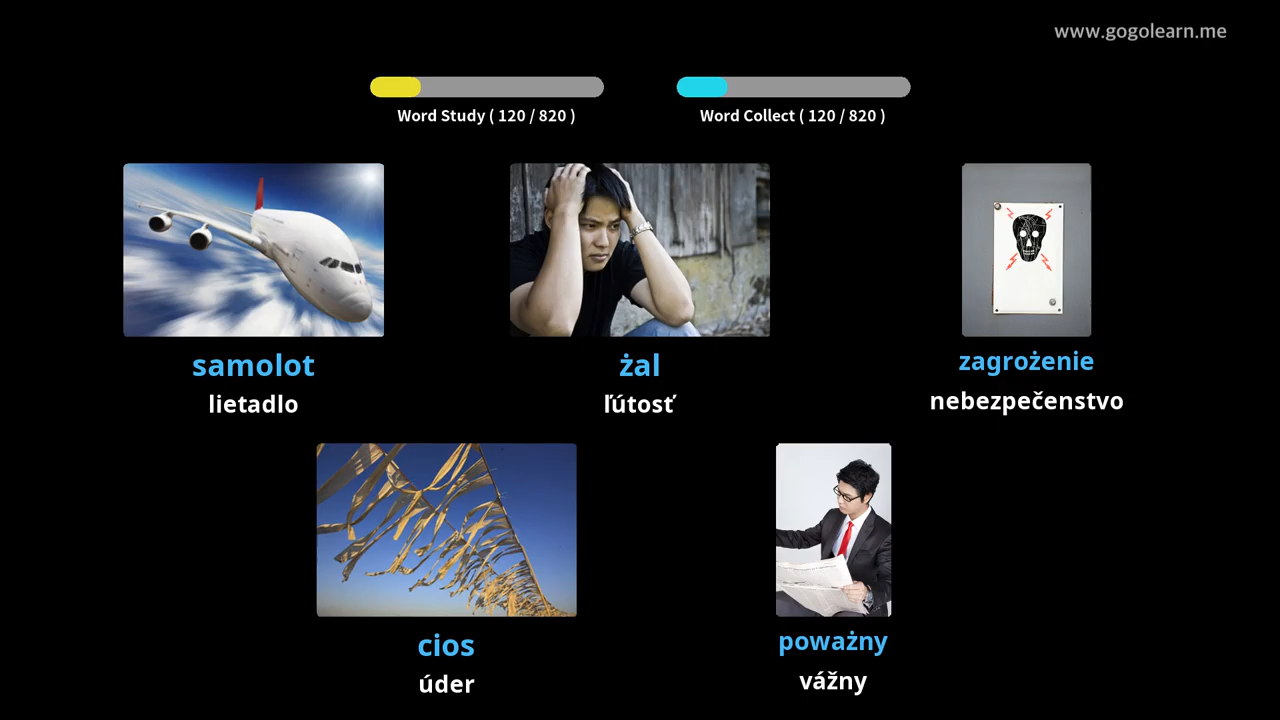 www.gogolearn.me
Word Study ( 120 / 820 )
Word Collect ( 120 / 820 )
samolot
lietadlo
żal
ľútosť
zagrożenie
nebezpečenstvo
cios
úder
poważny
vážny